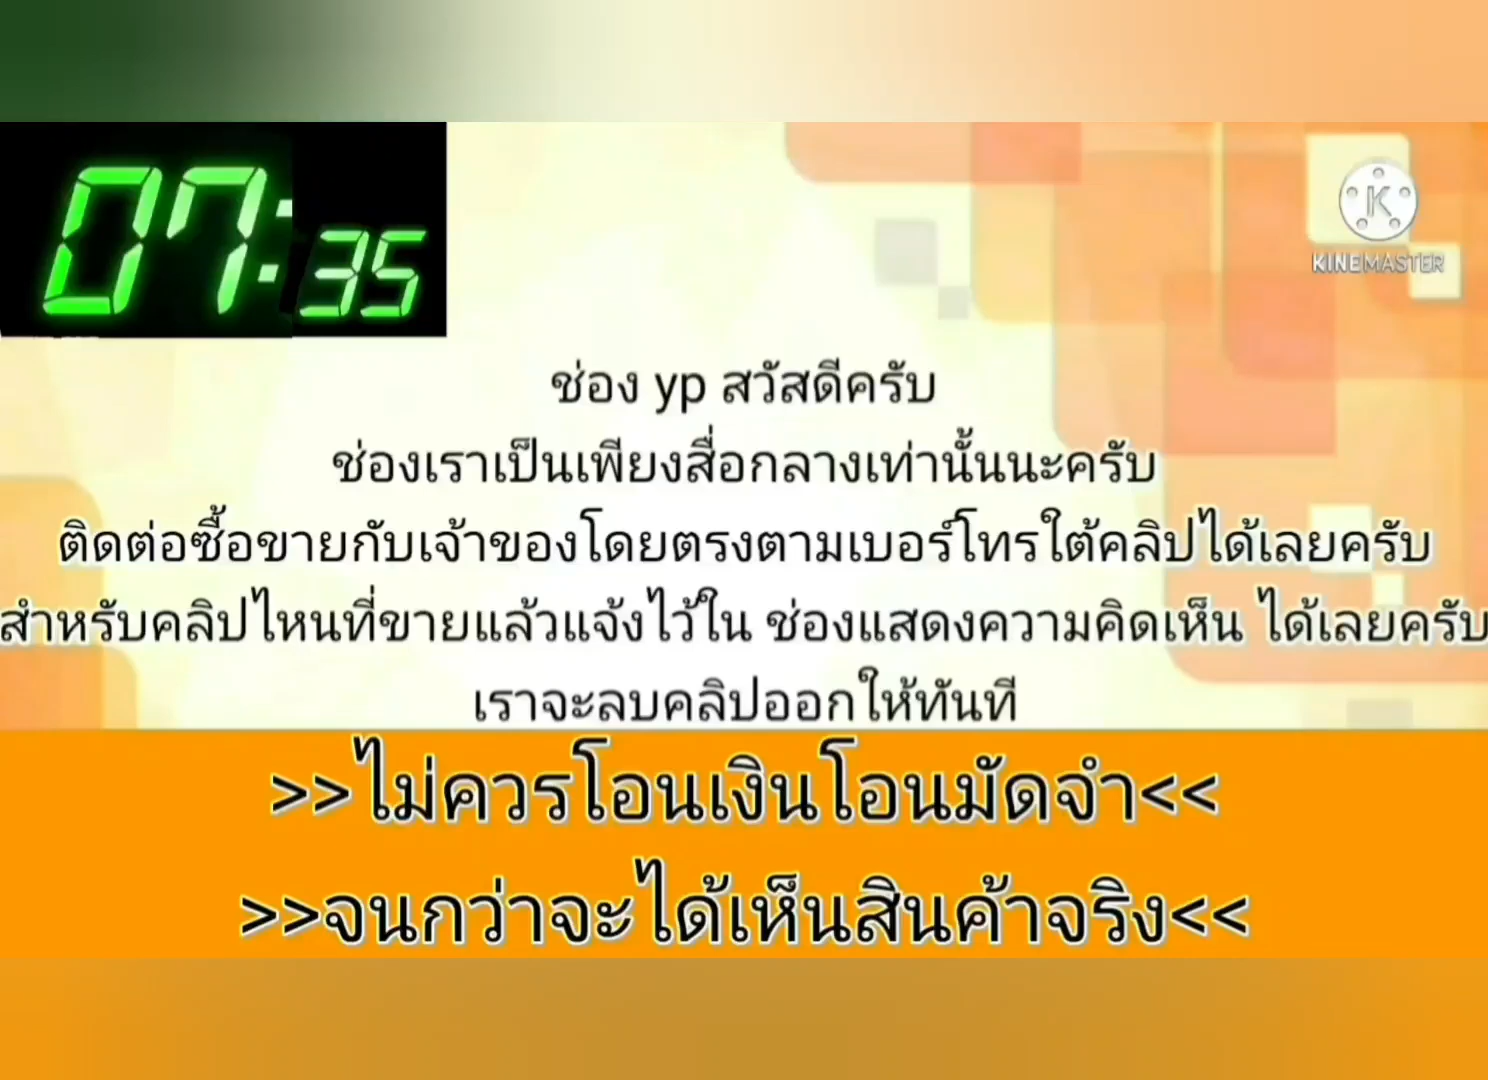 07:35
KINEMASTER
ช่อง yp สวัสดีครับ
ช่องเราเป็นเพียงสื่อกลางเท่านั้นนะครับ
ติดต่อซื้อขายกับเจ้าของโดยตรงตามเบอร์โทรใต้คลิปได้เลยครับ
สำหรับคลิปไหนที่ขายแล้วแจ้งไว้ใน ช่องแสดงความคิดเห็น ได้เลยครับ
เราจะลบคลิปออกให้ทันที
>>ไม่ควรโอนเงินโอนมัดจำ<<
>>จนกว่าจะได้เห็นสินค้าจริง<<